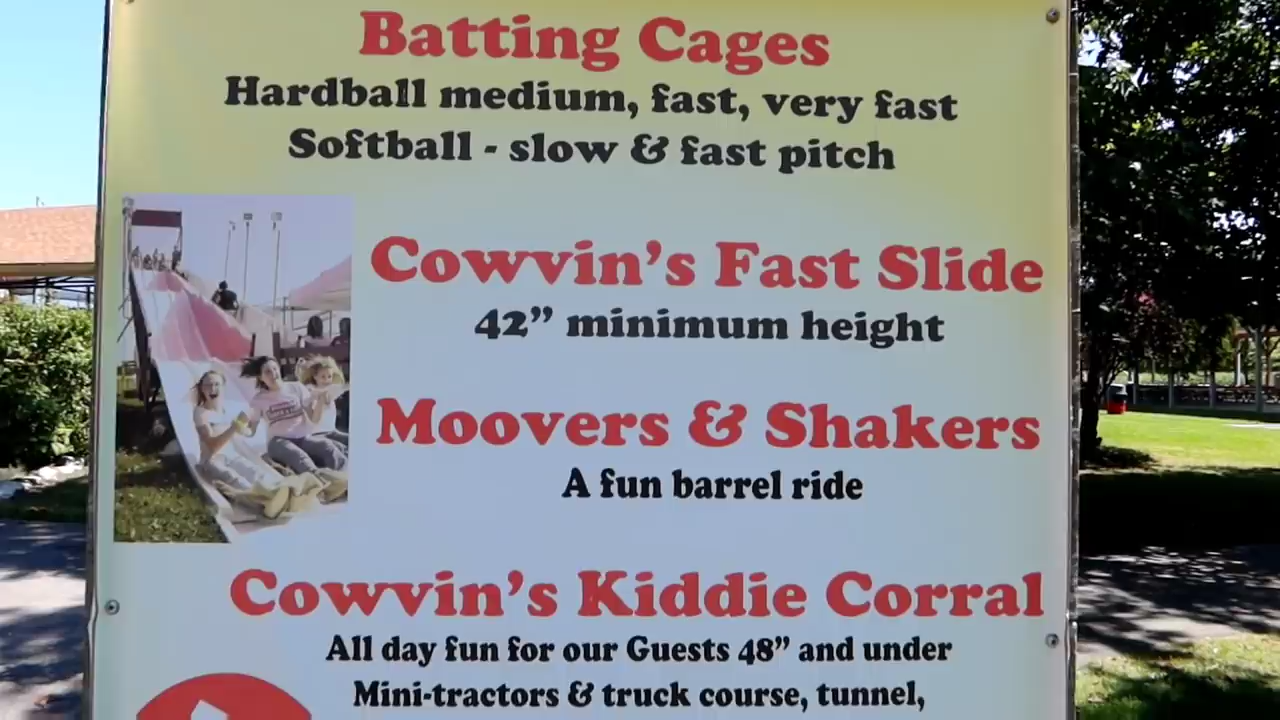 Batting Cages
Hardball medium, fast, very fast
Softball - slow & fast pitch
Cowvin's Fast Slide
42” minimum height
Moovers & Shakers
A fun barrel ride
Cowvin's Kiddie Corral
All day fun for our Guests 48” and under
Mini-tractors & truck course, tunnel,